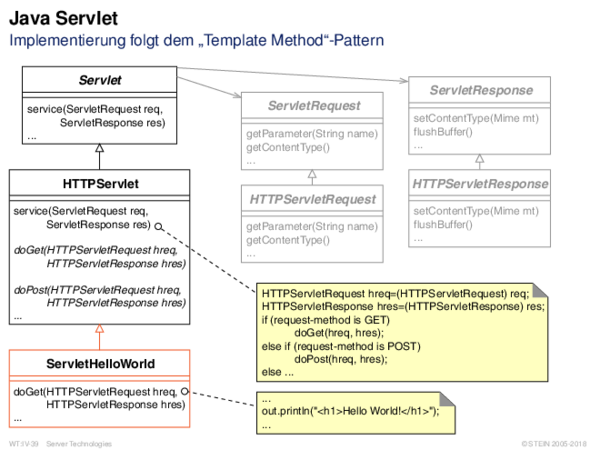 Java Servlet
Implementierung folgt dem „Template Method“-Pattern
Servlet
service(ServletRequest req,
ServletResponse res)
...
ServletRequest
getParameter(String name)
getContentType()
...
ServletResponse
setContentType(Mime mt)
flushBuffer()
...
HTTPServlet
service(ServletRequest req,
ServletResponse res)
doGet(HTTPServletRequest hreq,
HTTPServletResponse hres)
doPost(HTTPServletRequest hreq,
HTTPServletResponse hres)
...
HTTPServletRequest
getParameter(String name)
getContentType()
...
HTTPServletResponse
setContentType(Mime mt)
flushBuffer()
...
HTTPServletRequest hreq=(HTTPServletRequest) req;
HTTPServletResponse hres=(HTTPServletResponse) res;
if (request-method is GET)
doGet(hreq, hres);
else if (request-method is POST)
doPost(hreq, hres);
else ...
ServletHelloWorld
doGet(HTTPServletRequest hreq,
HTTPServletResponse hres)
...
...
out.println("<h1>Hello World!</h1>");
...
WT:IV-39 Server Technologies
© STEIN 2005-2018